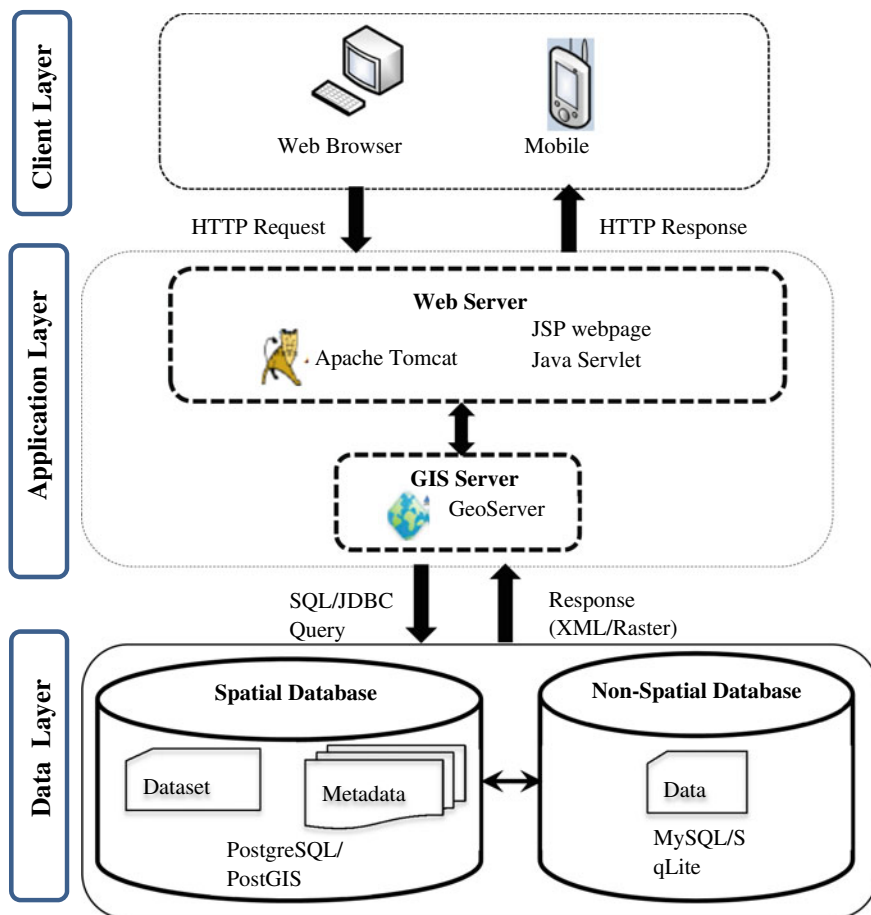 Client Layer
Web Browser
Mobile
HTTP Request
HTTP Response
Application Layer
Web Server
Apache Tomcat
JSP webpage
Java Servlet
GIS Server
GeoServer
SQL/JDBC
Query
Response
(XML/Raster)
Data Layer
Spatial Database
Dataset
Metadata
PostgreSQL/
PostGIS
Non-Spatial Database
Data
MySQL/S
qLite